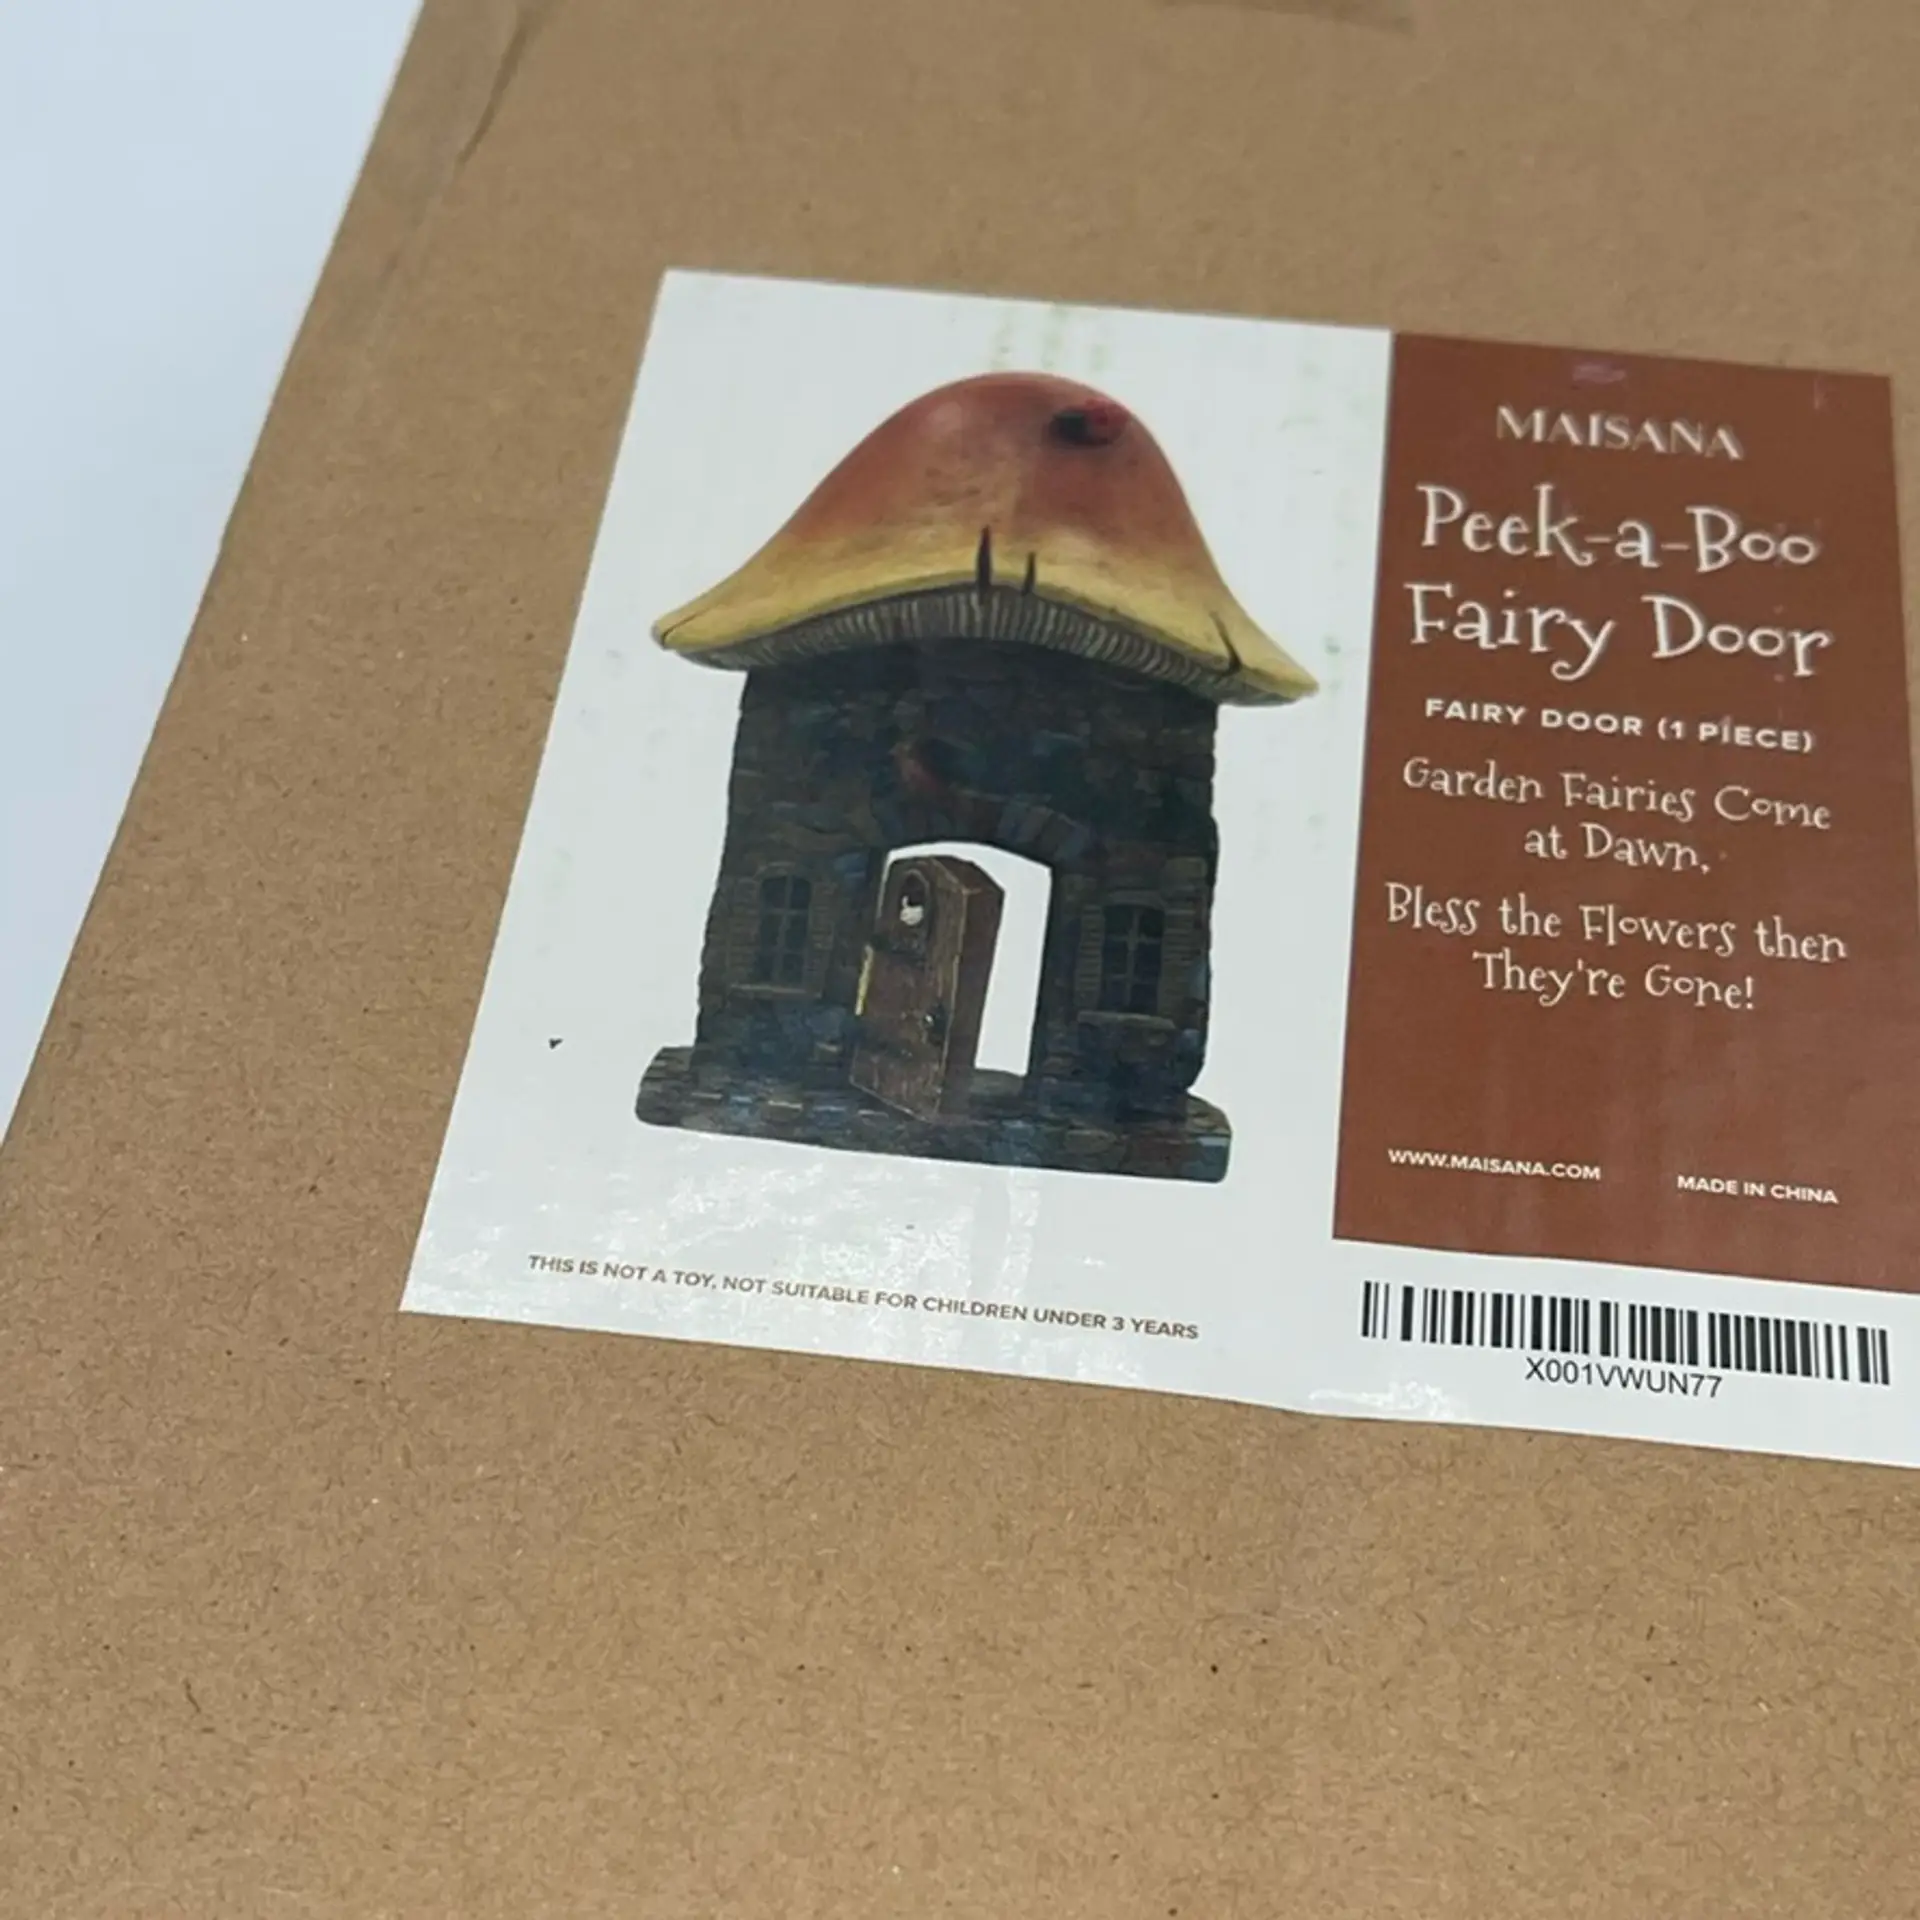 MAISANA
Peek-a-Boo
Fairy Door
FAIRY DOOR (1 PIECE)
Garden Fairies Come
at Dawn,
Bless the Flowers then
They're Gone!
WWW.MAISANA.COM
MADE IN CHINA
THIS IS NOT A TOY, NOT SUITABLE FOR CHILDREN UNDER 3 YEARS
X001VWUN77